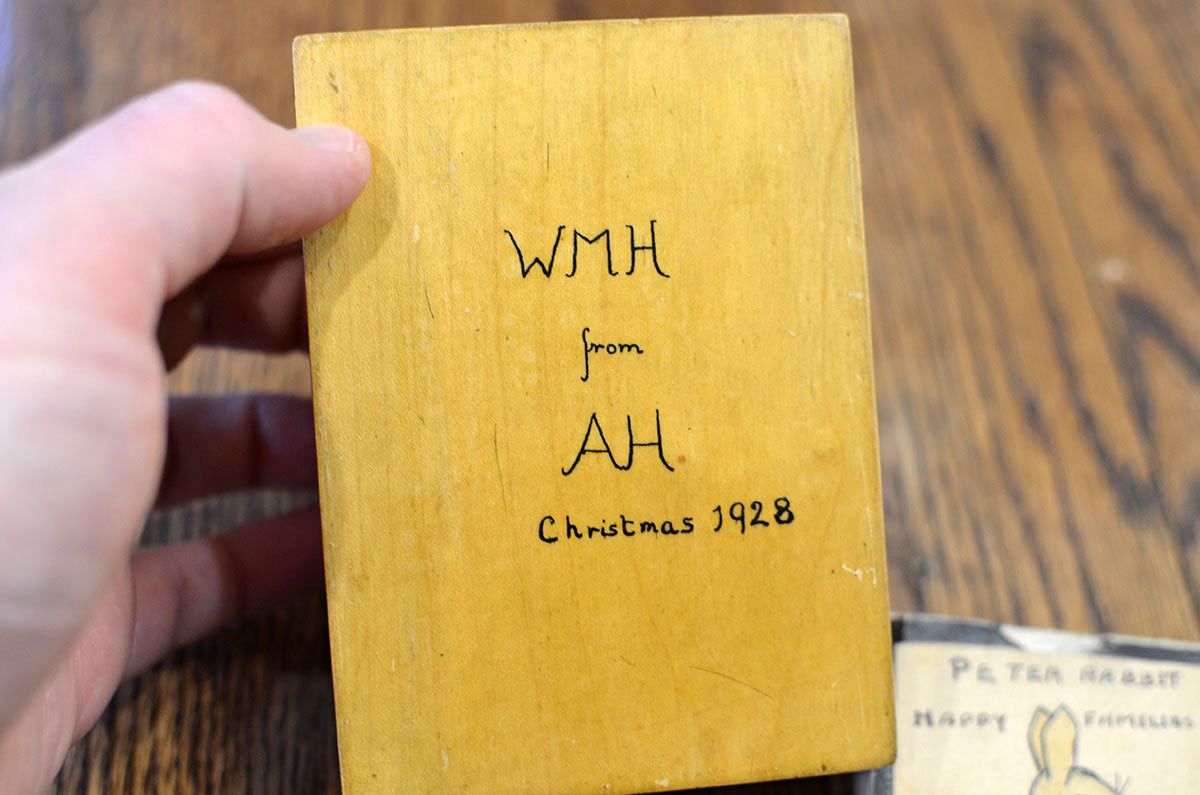 WMH
from
AH
Christmas 1928
PETER RABBIT
HAPPY FAMILIES